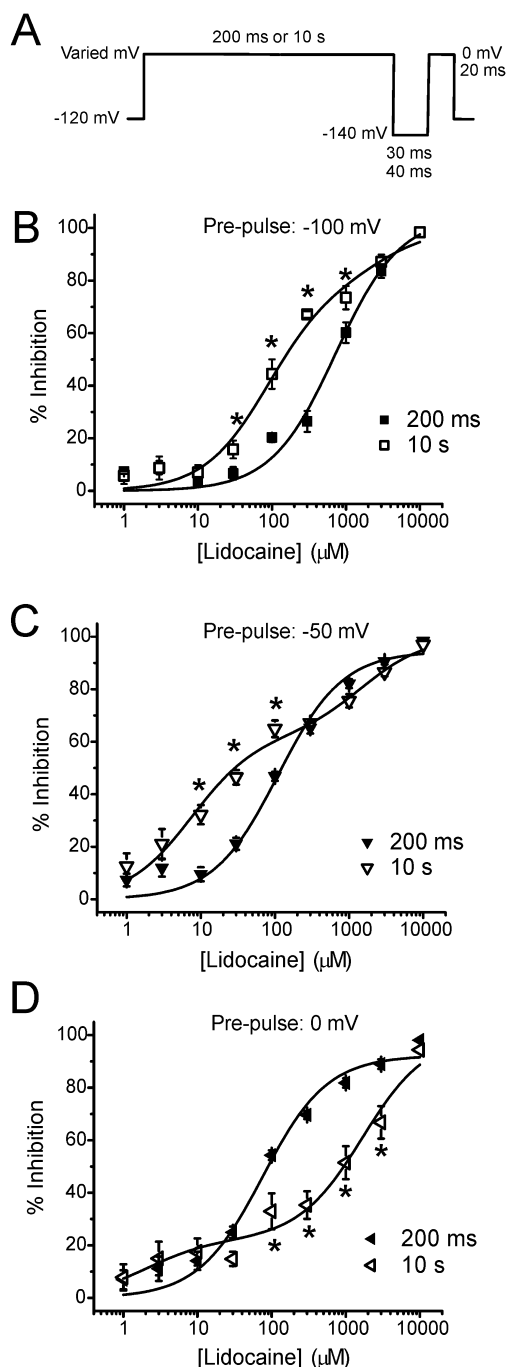 A
200 ms or 10 s
Varied mV
0 mV
20 ms
-120 mV
-140 mV
30 ms
40 ms
B
Pre-pulse: -100 mV
100
80
60
40
20
0
% Inhibition
* * * *
200 ms
10 s
1 10 100 1000 10000
[Lidocaine] (μM)
C
Pre-pulse: -50 mV
100
80
60
40
20
0
% Inhibition
* * *
200 ms
10 s
1 10 100 1000 10000
[Lidocaine] (μM)
D
Pre-pulse: 0 mV
100
80
60
40
20
0
% Inhibition
* * * *
200 ms
10 s
1 10 100 1000 10000
[Lidocaine] (μM)